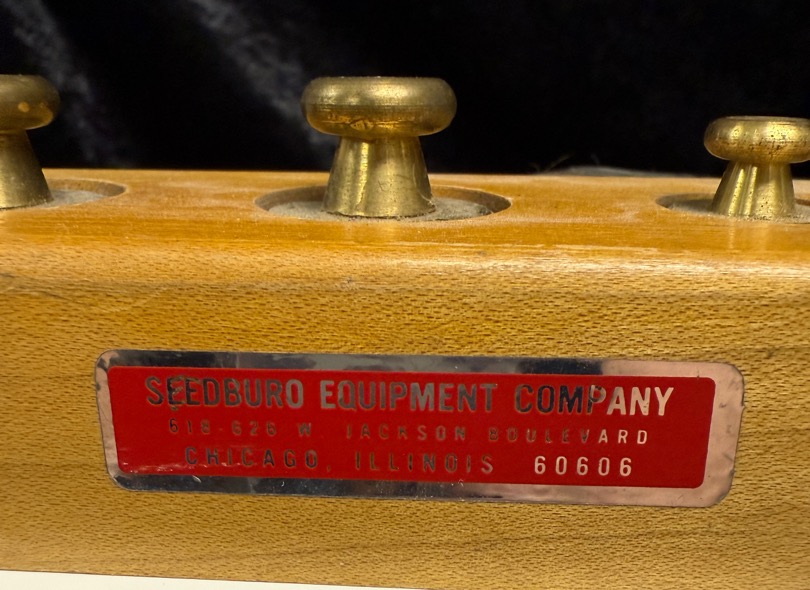 SEEDBURO EQUIPMENT COMPANY
618-626 W. JACKSON BOULEVARD
CHICAGO, ILLINOIS 60606